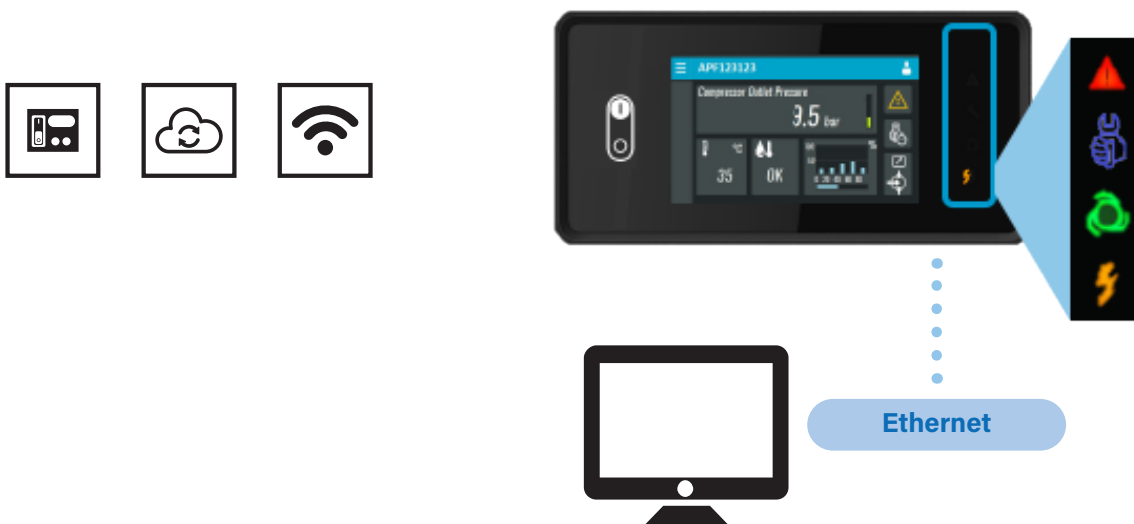 APF123123
Compressor Outlet Pressure
9.5 bar
°C
%
35
OK
Ethernet